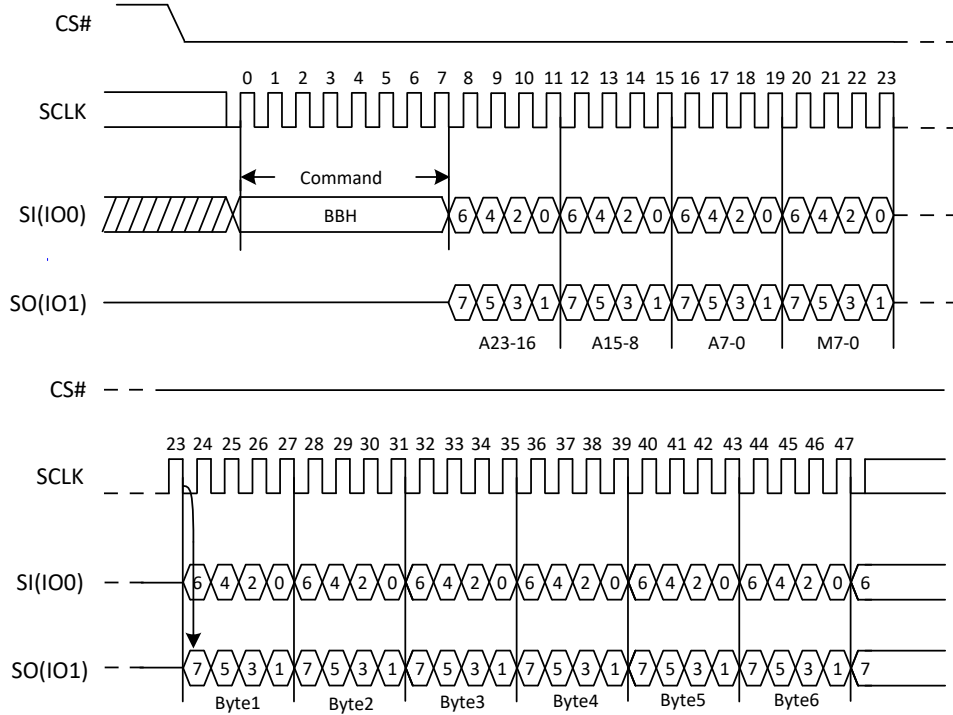 CS#
0 1 2 3 4 5 6 7 8 9 10 11 12 13 14 15 16 17 18 19 20 21 22 23
SCLK
Command
SI(IO0) BBH 6 4 2 0 6 4 2 0 6 4 2 0 6 4 2 0
SO(IO1) 7 5 3 1 7 5 3 1 7 5 3 1 7 5 3 1
A23-16 A15-8 A7-0 M7-0
CS#
23 24 25 26 27 28 29 30 31 32 33 34 35 36 37 38 39 40 41 42 43 44 45 46 47
SCLK
SI(IO0) 6 4 2 0 6 4 2 0 6 4 2 0 6 4 2 0 6 4 2 0 6 4 2 0 6
SO(IO1) 7 5 3 1 7 5 3 1 7 5 3 1 7 5 3 1 7 5 3 1 7 5 3 1 7
Byte1 Byte2 Byte3 Byte4 Byte5 Byte6